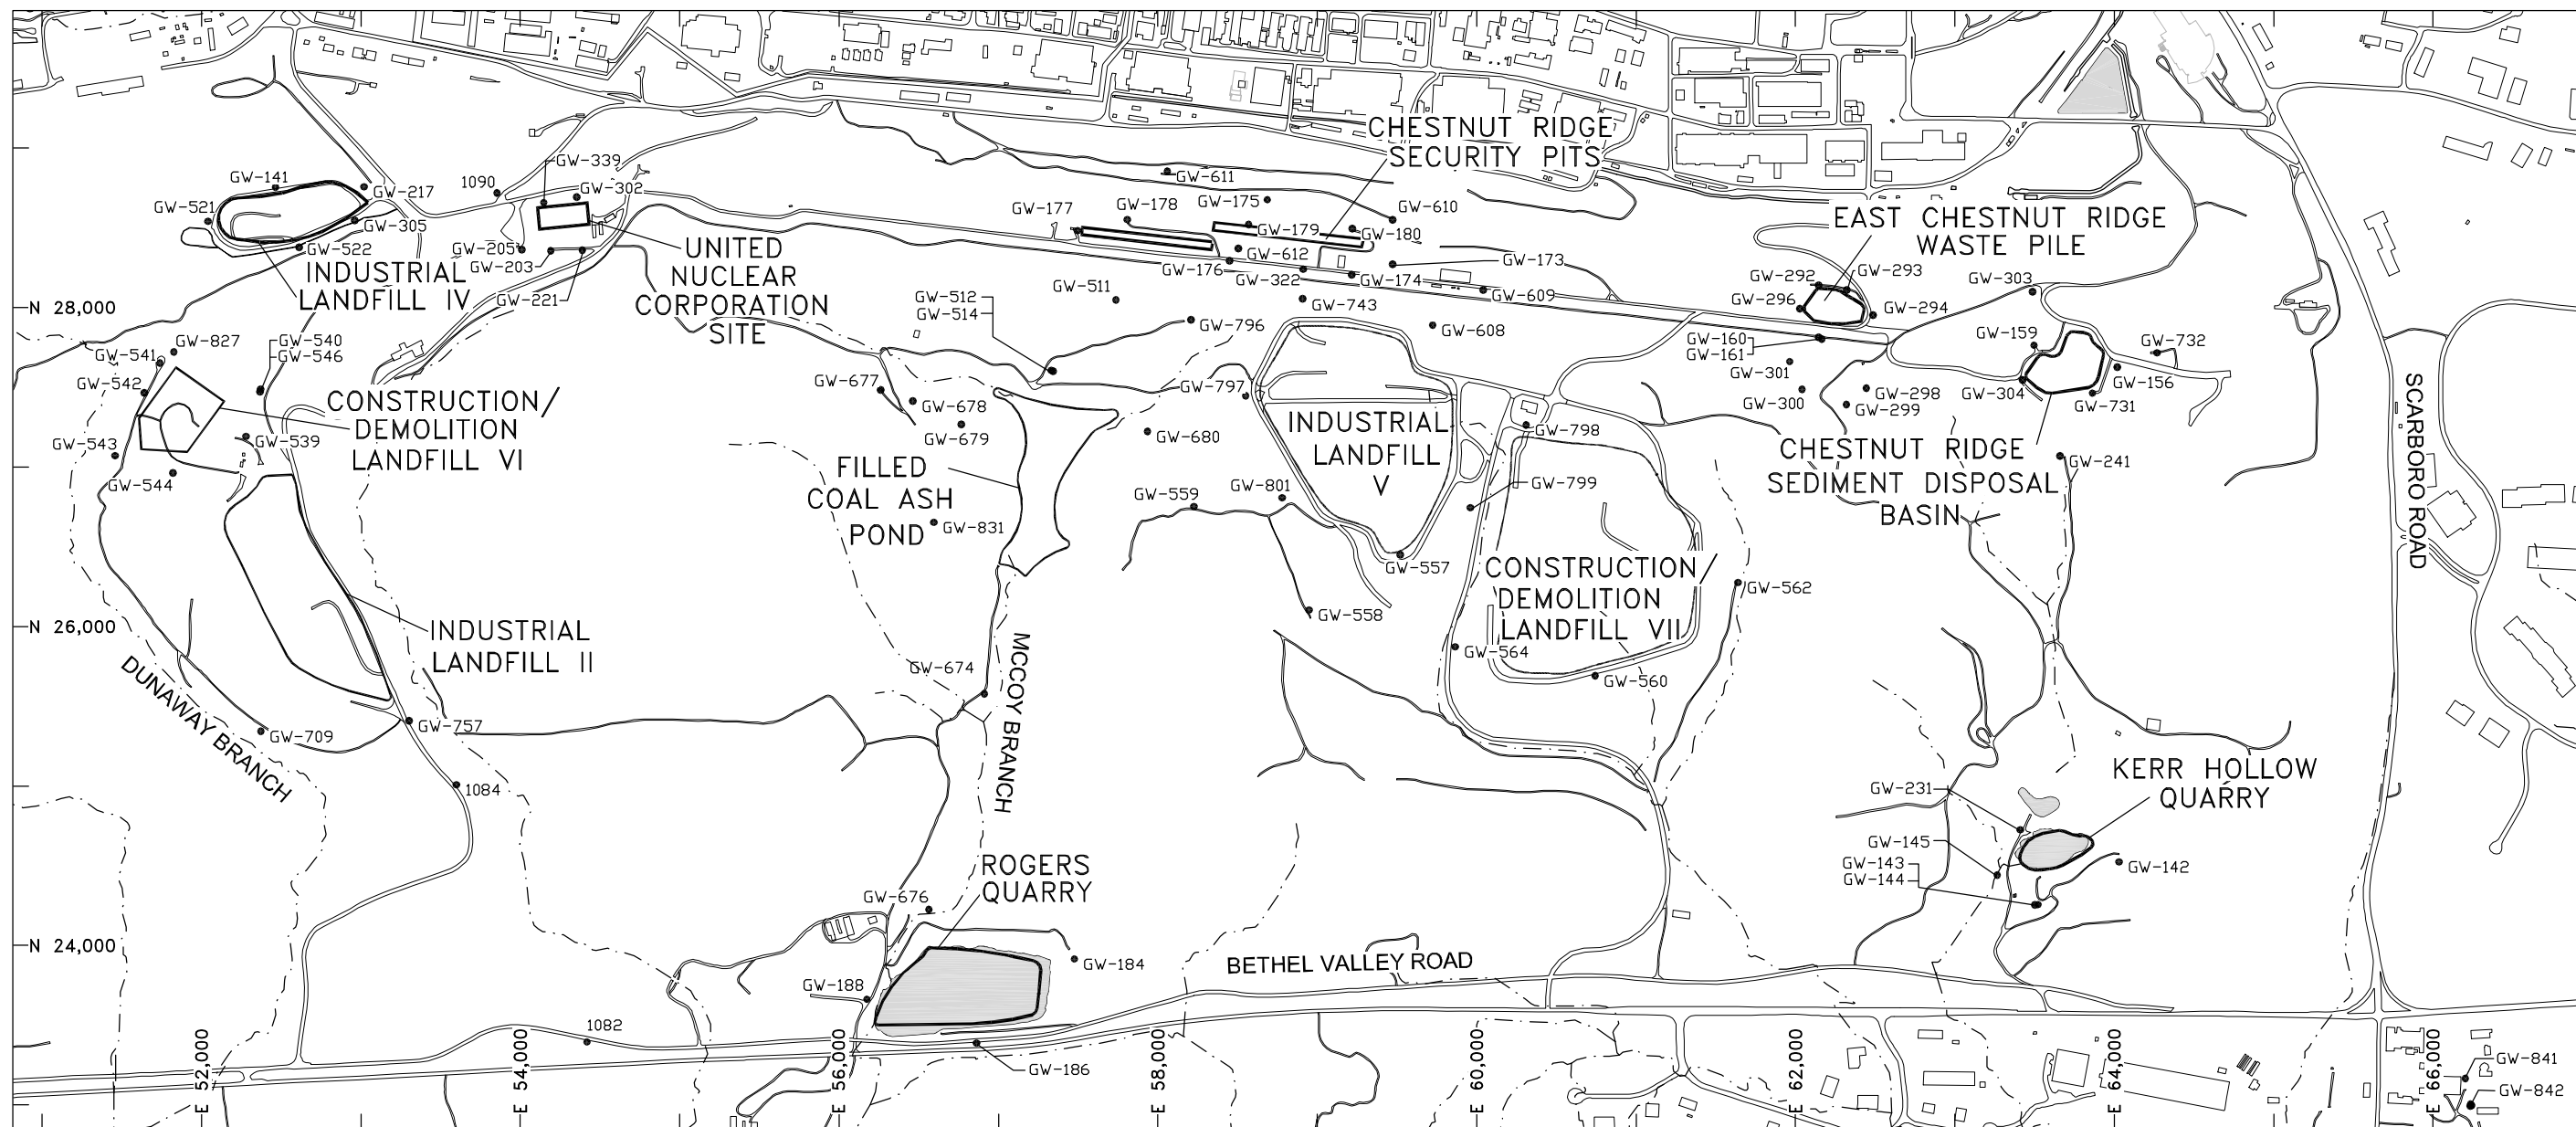 CHESTNUT RIDGE
SECURITY PITS
GW-339
GW-141
GW-217
1090
GW-302
GW-611
GW-521
GW-305
GW-177
GW-178
GW-175
GW-610
GW-522
GW-205
GW-203
GW-179
GW-180
GW-612
EAST CHESTNUT RIDGE
WASTE PILE
INDUSTRIAL
LANDFILL IV
UNITED
NUCLEAR
CORPORATION
SITE
GW-221
GW-176
GW-322
GW-174
GW-173
GW-292
GW-293
GW-303
GW-511
GW-512
GW-514
GW-743
GW-609
GW-296
GW-294
N 28,000
GW-796
GW-608
GW-160
GW-161
GW-159
GW-732
GW-827
GW-540
GW-546
GW-541
GW-542
GW-301
GW-156
GW-677
GW-797
GW-300
GW-298
GW-299
GW-304
GW-731
CONSTRUCTION/
DEMOLITION
LANDFILL VI
GW-678
GW-679
GW-680
INDUSTRIAL
LANDFILL
V
GW-798
SCARBORO ROAD
GW-543
GW-539
GW-544
CHESTNUT RIDGE
SEDIMENT DISPOSAL
BASIN
GW-241
FILLED
COAL ASH
POND
GW-831
GW-559
GW-801
GW-799
GW-557
CONSTRUCTION/
DEMOLITION
LANDFILL VII
GW-562
GW-558
N 26,000
INDUSTRIAL
LANDFILL II
GW-564
GW-560
GW-674
MCCOY BRANCH
DUNAWAY BRANCH
GW-709
GW-757
1084
KERR HOLLOW
QUARRY
GW-231
GW-145
GW-143
GW-144
GW-142
ROGERS
QUARRY
GW-676
N 24,000
GW-184
BETHEL VALLEY ROAD
GW-188
1082
GW-186
GW-841
GW-842
E 52,000
E 54,000
E 56,000
E 58,000
E 60,000
E 62,000
E 64,000
E 66,000